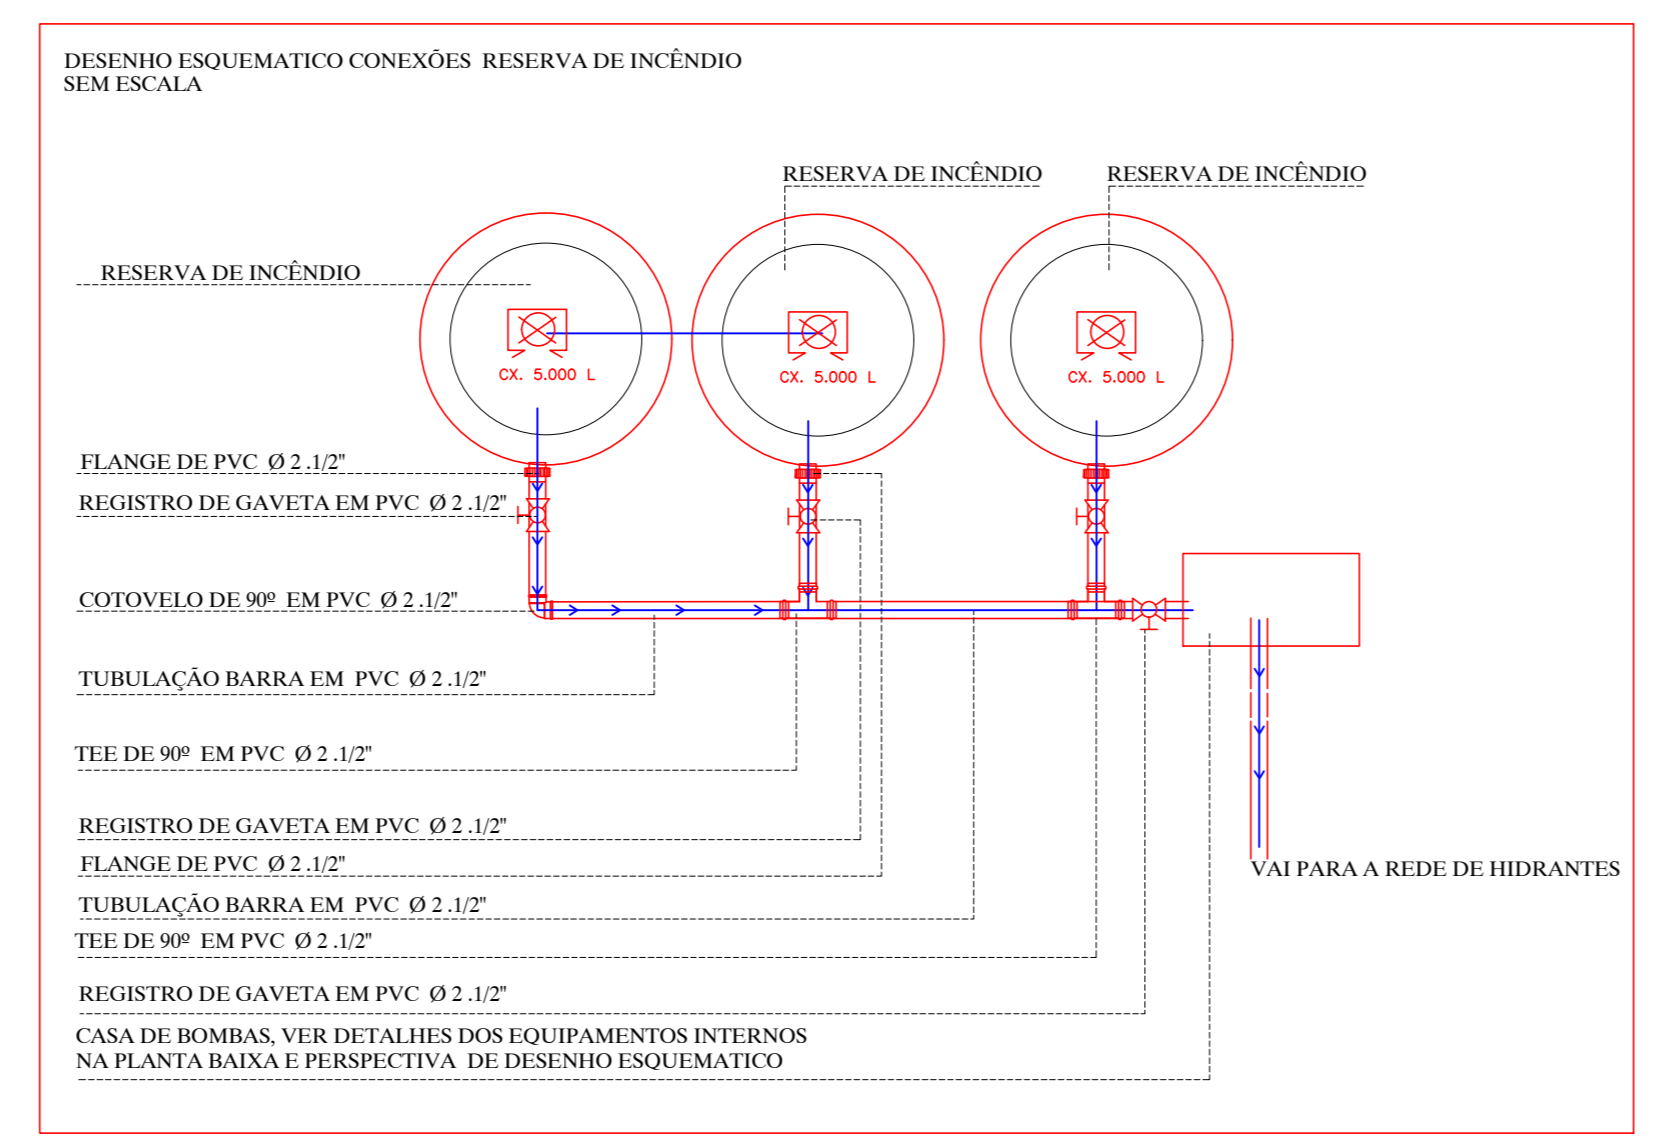 DESENHO ESQUEMATICO CONEXÕES RESERVA DE INCÊNDIO
SEM ESCALA
RESERVA DE INCÊNDIO
RESERVA DE INCÊNDIO
RESERVA DE INCÊNDIO
CX. 5.000 L
CX. 5.000 L
CX. 5.000 L
FLANGE DE PVC Ø 2 .1/2"
REGISTRO DE GAVETA EM PVC Ø 2 .1/2"
COTOVELO DE 90º EM PVC Ø 2 .1/2"
TUBULAÇÃO BARRA EM PVC Ø 2 .1/2"
TEE DE 90º EM PVC Ø 2 .1/2"
REGISTRO DE GAVETA EM PVC Ø 2 .1/2"
FLANGE DE PVC Ø 2 .1/2"
VAI PARA A REDE DE HIDRANTES
TUBULAÇÃO BARRA EM PVC Ø 2 .1/2"
TEE DE 90º EM PVC Ø 2 .1/2"
REGISTRO DE GAVETA EM PVC Ø 2 .1/2"
CASA DE BOMBAS, VER DETALHES DOS EQUIPAMENTOS INTERNOS
NA PLANTA BAIXA E PERSPECTIVA DE DESENHO ESQUEMATICO